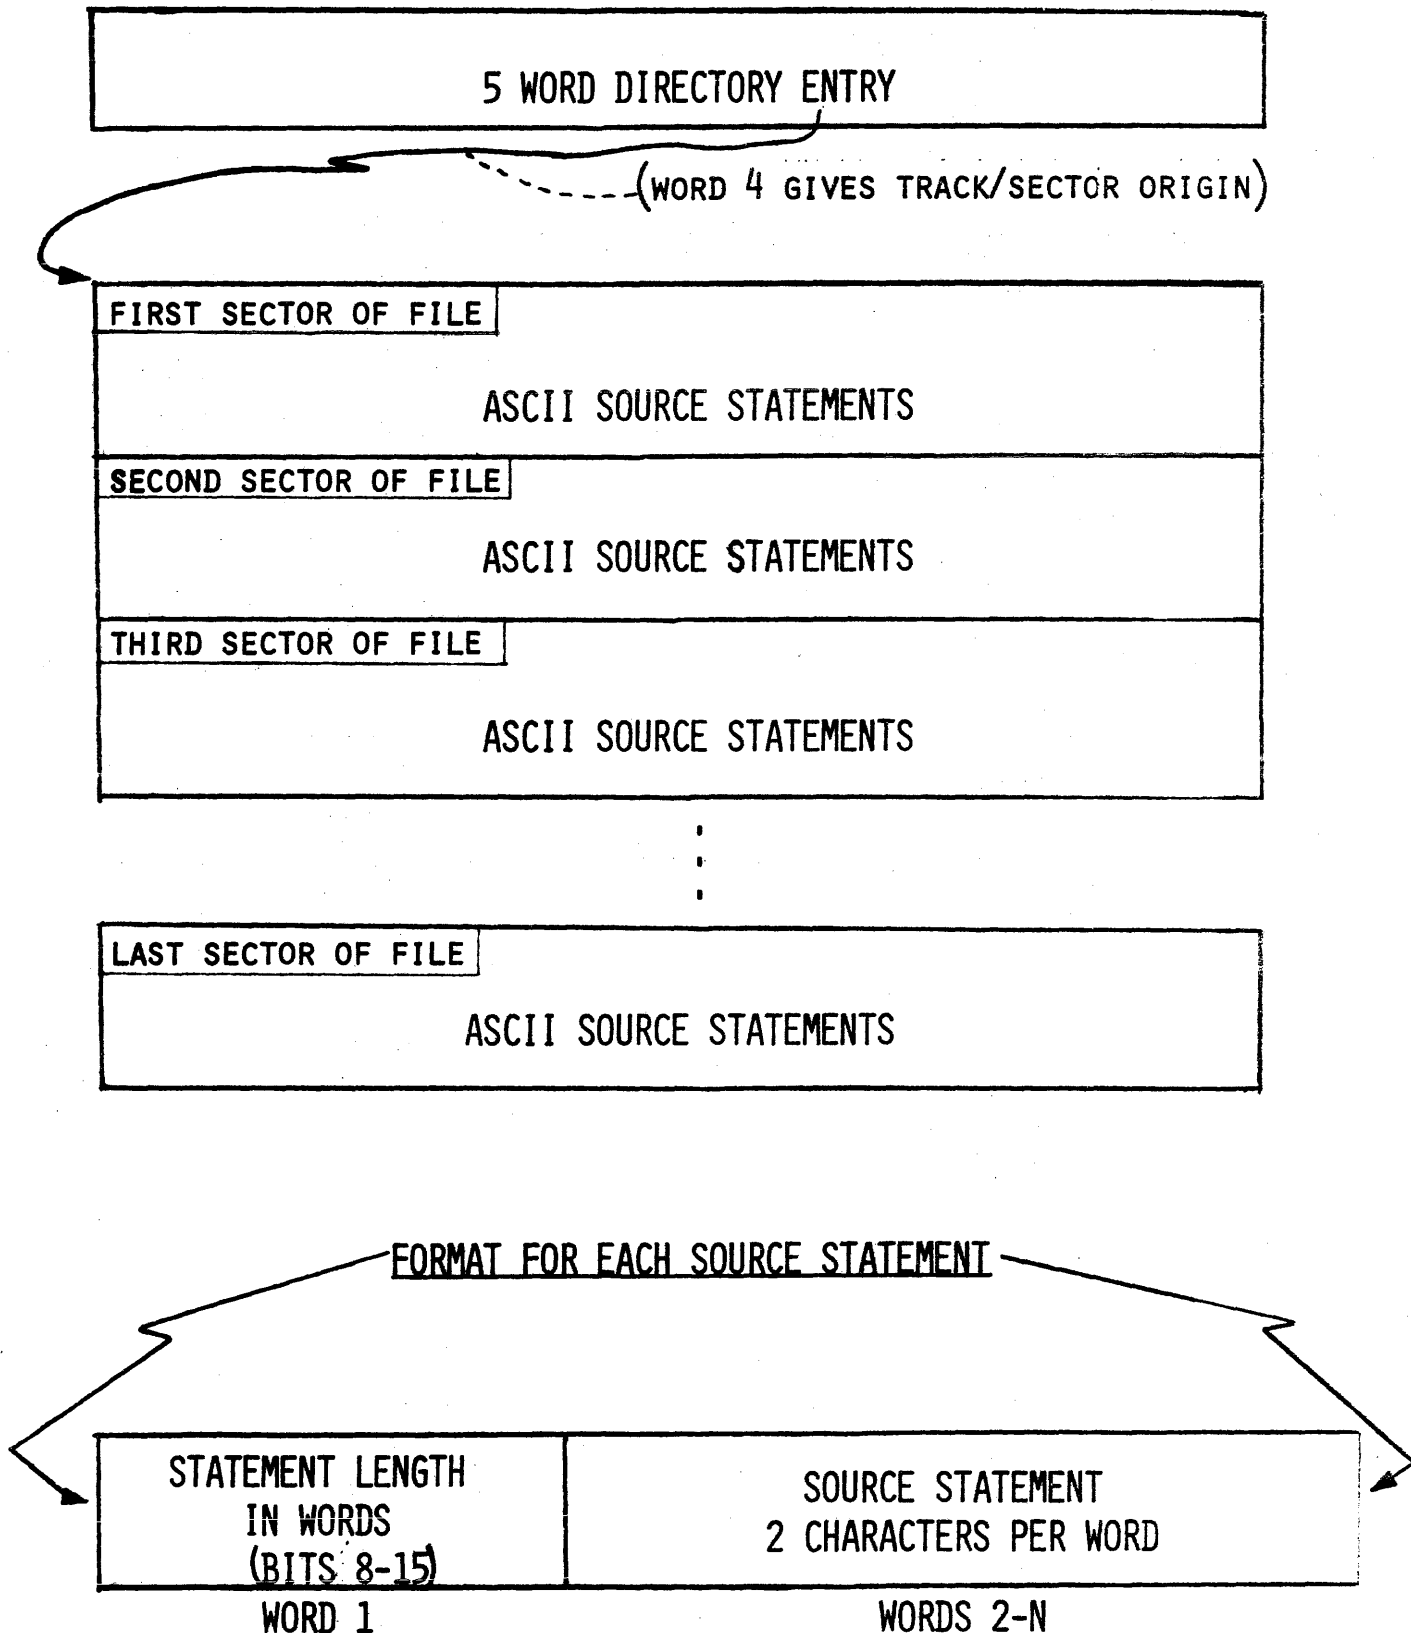 5 WORD DIRECTORY ENTRY
(WORD 4 GIVES TRACK/SECTOR ORIGIN)
FIRST SECTOR OF FILE
ASCII SOURCE STATEMENTS
SECOND SECTOR OF FILE
ASCII SOURCE STATEMENTS
THIRD SECTOR OF FILE
ASCII SOURCE STATEMENTS
LAST SECTOR OF FILE
ASCII SOURCE STATEMENTS
FORMAT FOR EACH SOURCE STATEMENT
STATEMENT LENGTH
IN WORDS
(BITS 8-15)
SOURCE STATEMENT
2 CHARACTERS PER WORD
WORD 1
WORDS 2-N